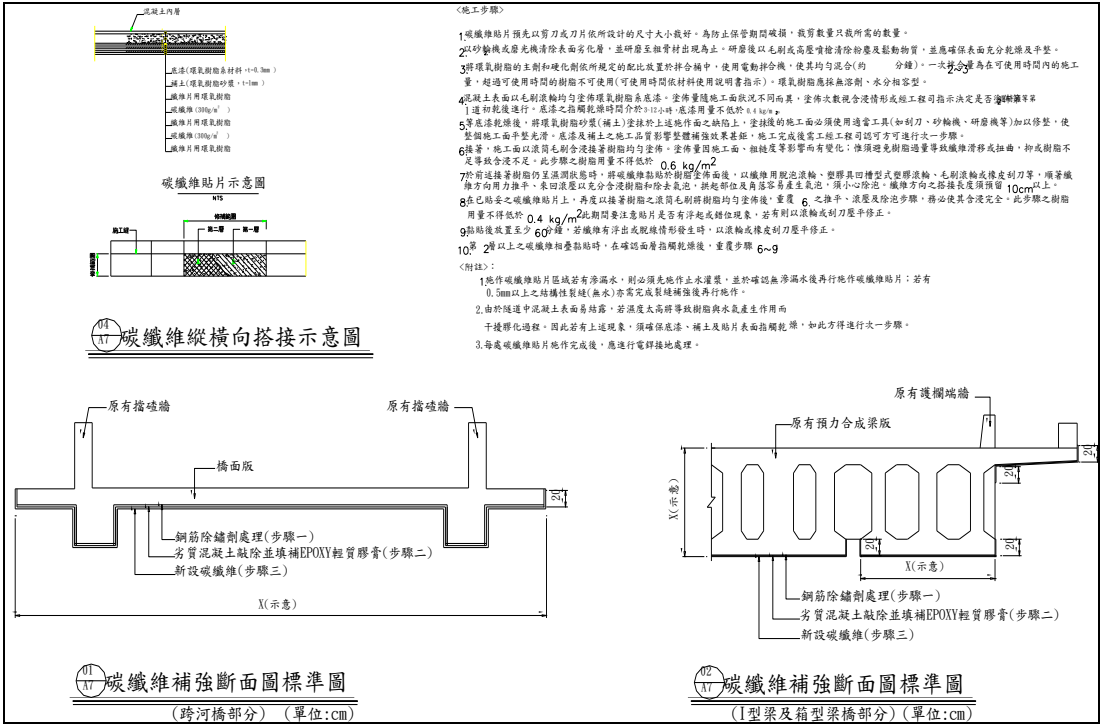 混凝土內層
底漆(環氧樹脂系材料,t=0.3mm )
補土(環氧樹脂砂漿、t=1mm )
纖維片用環氧樹脂
碳纖維(300g/m² )
纖維片用環氧樹脂
碳纖維(300g/m² )
纖維片用環氧樹脂
碳纖維貼片示意圖
NTS
修補範圍
第二層
第一層
施工縫
修補範圍
04
A7
碳纖維縱橫向搭接示意圖
<施工步驟>
1.碳纖維貼片預先以剪刀或刀片依所設計的尺寸大小裁好。為防止保管期間破損,裁剪數量只裁所需的數量。
2.以砂輪機或磨光機清除表面劣化層,並研磨至粗骨材出現為止。研磨後以毛刷或高壓噴槍清除粉塵及鬆動物質,並應確保表面充分乾燥及平整。
3.將環氧樹脂的主劑和硬化劑依所規定的配比放置於拌合桶中,使用電動拌合機,使其均勻混合(約 2~3 分鐘)。一次拌合量為在可使用時間內的施工
量,超過可使用時間的樹脂不可使用(可使用時間依材料使用說明書指示)。環氧樹脂應採無溶劑、水分相容型。
4.混凝土表面以毛刷滾輪均勻塗佈環氧樹脂系底漆。塗佈量隨施工面狀況不同而異,塗佈次數視含浸情形或經工程司指示決定是否
1道初乾後進行。底漆之指觸乾燥時間介於3-12小時,底漆用量不低於 0.4 kg/m²。
5.等底漆乾燥後,將環氧樹脂砂漿(補土)塗抹於上述施作面之缺陷上,塗抹後的施工面必須使用適當工具(如刮刀、砂輪機、研磨機等)加以修整,使
整個施工面平整光滑。底漆及補土之施工品質影響整體補強效果甚鉅,施工完成後需工經工程司認可方可進行次一步驟。
6.接著,施工面以滾筒毛刷含浸接著樹脂均勻塗佈。塗佈量因施工面、粗糙度等影響而有變化;惟須避免樹脂過量導致纖維滑移或扭曲,抑或樹脂不
足導致含浸不足。此步驟之樹脂用量不得低於 0.6 kg/m²
7.於前述接著樹脂仍呈濕潤狀態時,將碳纖維黏貼於樹脂塗佈面後,以纖維用脫泡滾輪、塑膠具凹槽型式塑膠滾輪、毛刷滾輪或橡皮刮刀等,順著纖
維方向用力推平、來回滾壓以充分含浸樹脂和除去氣泡,拱起部位及角落容易產生氣泡,須小心除泡。纖維方向之搭接長度須預留 10cm以上。
8.在已貼妥之碳纖維貼片上,再度以接著樹脂之滾筒毛刷將樹脂均勻塗佈後,重覆 6. 之推平、滾壓及除泡步驟,務必使其含浸完全。此步驟之樹脂
用量不得低於 0.4 kg/m²此期間要注意貼片是否有浮起或錯位現象,若有則以滾輪或刮刀壓平修正。
9.黏貼後放置至少 60分鐘,若纖維有浮出或脫線情形發生時,以滾輪或橡皮刮刀壓平修正。
10.第 2層以上之碳纖維相疊黏貼時,在確認面層指觸乾燥後,重覆步驟 6~9
<附註>:
1.施作碳纖維貼片區域若有滲漏水,則必須先施作止水灌漿,並於確認無滲漏水後再行施作碳纖維貼片;若有
0.5mm以上之結構性裂縫(無水)亦需完成裂縫補強後再行施作。
2.由於隧道中混凝土表面易結露,若濕度太高將導致樹脂與水氣產生作用而
干擾膠化過程。因此若有上述現象,須確保底漆、補土及貼片表面指觸乾 燥,如此方得進行次一步驟。
3.每處碳纖維貼片施作完成後,應進行電銲接地處理。
原有擋碴牆
原有擋碴牆
橋面版
20
鋼筋除鏽劑處理(步驟一)
劣質混凝土敲除並填補EPOXY輕質膠膏(步驟二)
新設碳纖維(步驟三)
X(示意)
01
A7
碳纖維補強斷面圖標準圖
(跨河橋部分) (單位:cm)
原有護欄端牆
原有預力合成梁版
20
20
X(示意)
20
20
X(示意)
鋼筋除鏽劑處理(步驟一)
劣質混凝土敲除並填補EPOXY輕質膠膏(步驟二)
新設碳纖維(步驟三)
02
A7
碳纖維補強斷面圖標準圖
(I型梁及箱型梁橋部分)(單位:cm)